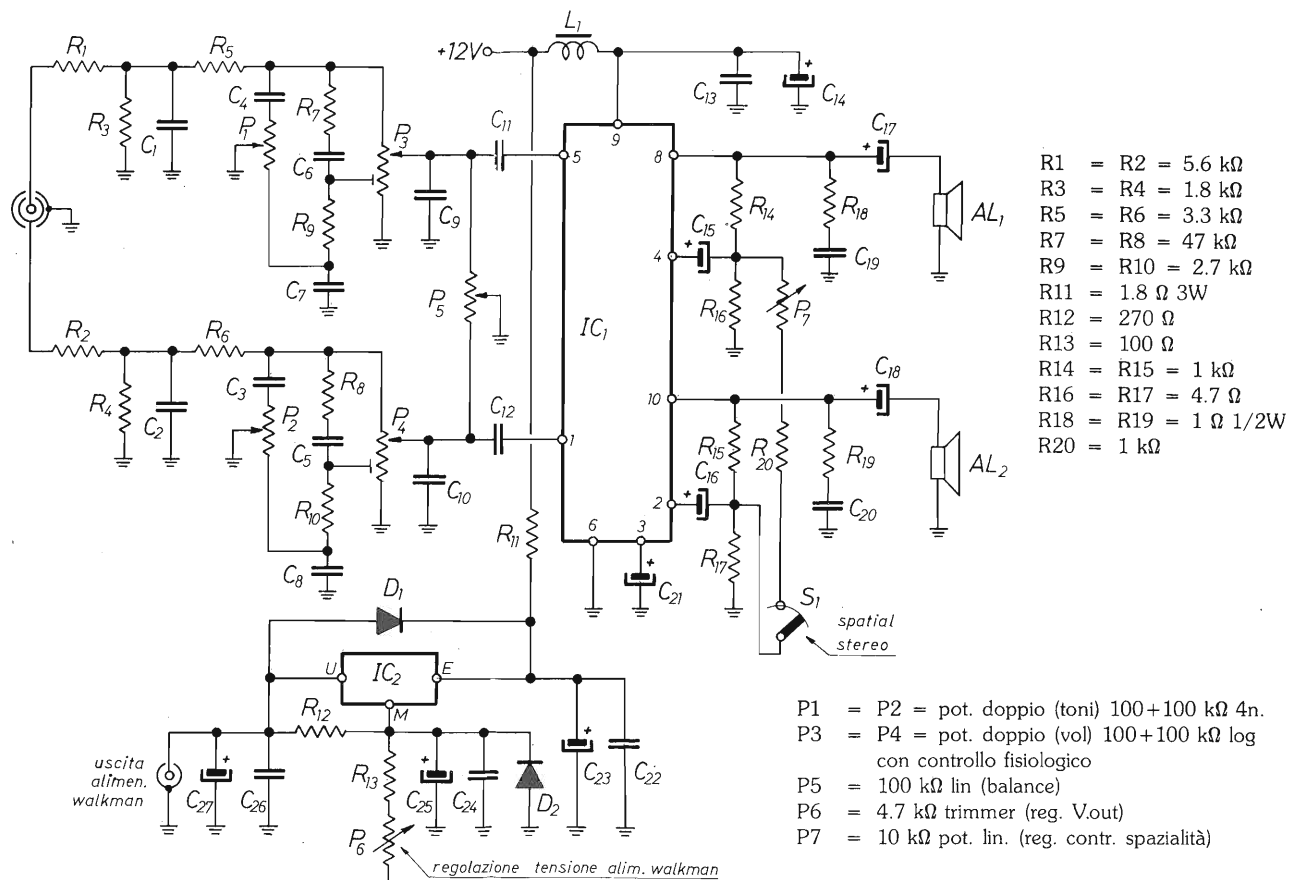 R1
R5
L1
+12V
C4
R7
C13
+
C14
R3
C1
P1
P3
C11
9
C17
+
5
8
C6
C9
R14
R18
AL1
R9
C15
+
4
C19
C7
P5
R16
P7
IC1
R2
R6
C3
R8
C18
+
10
R4
C2
P2
P4
C12
1
C5
R15
R20
R19
AL2
C10
C16
+
2
C20
R10
R11
6
3
R17
C8
+
C21
D1
S1
spatial
stereo
U
IC2
E
M
R12
uscita
alimen.
walkman
+
C27
C26
R13
+
C25
C24
D2
+
C23
C22
P6
regolazione tensione alim. walkman
R1 = R2 = 5.6 kΩ
R3 = R4 = 1.8 kΩ
R5 = R6 = 3.3 kΩ
R7 = R8 = 47 kΩ
R9 = R10 = 2.7 kΩ
R11 = 1.8 Ω 3W
R12 = 270 Ω
R13 = 100 Ω
R14 = R15 = 1 kΩ
R16 = R17 = 4.7 Ω
R18 = R19 = 1 Ω 1/2W
R20 = 1 kΩ
P1 = P2 = pot. doppio (toni) 100+100 kΩ 4n.
P3 = P4 = pot. doppio (vol) 100+100 kΩ log
con controllo fisiologico
P5 = 100 kΩ lin (balance)
P6 = 4.7 kΩ trimmer (reg. V.out)
P7 = 10 kΩ pot. lin. (reg. contr. spazialità)